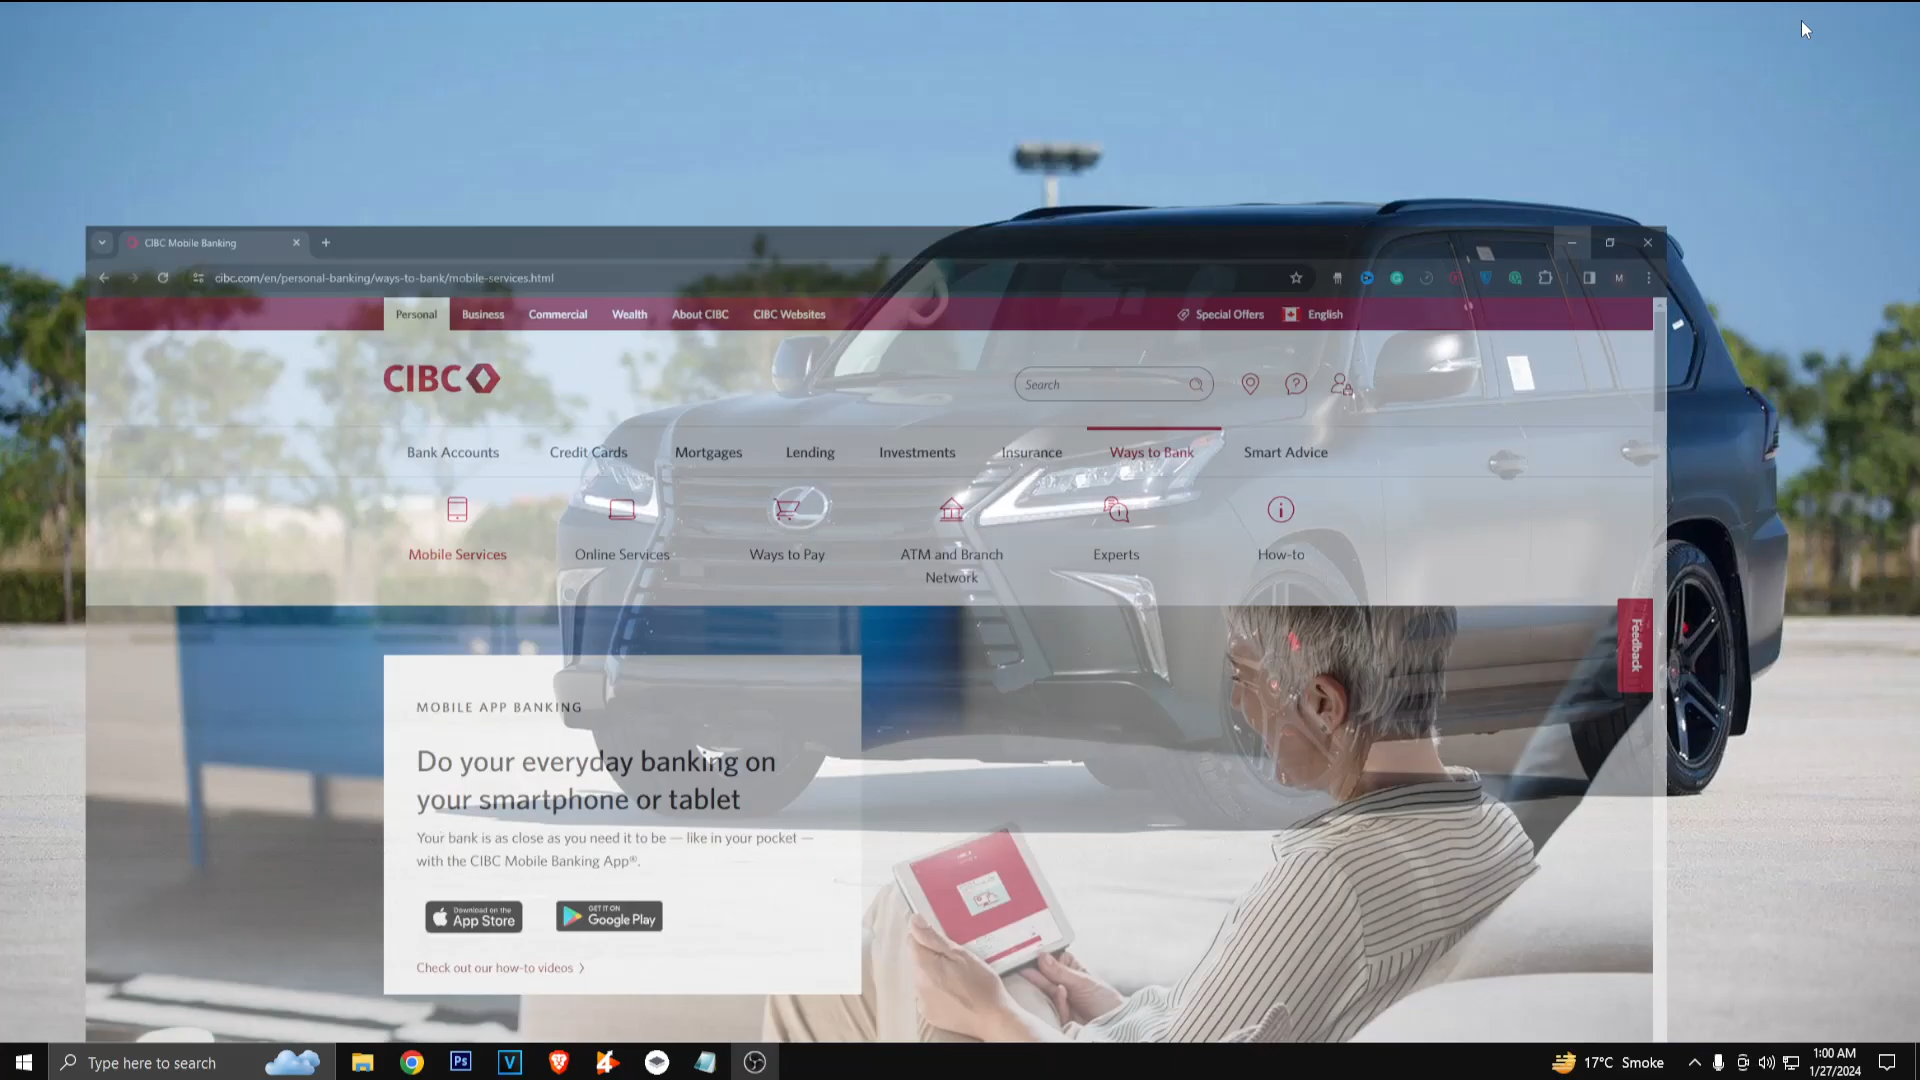 CIBC Mobile Banking
cibc.com/en/personal-banking/ways-to-bank/mobile-services.html
M
Personal Business Commercial Wealth About CIBC CIBC Websites Special Offers English
CIBC
Search
Bank Accounts Credit Cards Mortgages Lending Investments Insurance Ways to Bank Smart Advice
Mobile Services Online Services Ways to Pay ATM and Branch Network Experts How-to
Feedback
MOBILE APP BANKING
Do your everyday banking on
your smartphone or tablet
Your bank is as close as you need it to be — like in your pocket —
with the CIBC Mobile Banking App®.
Download on the
App Store
GET IT ON
Google Play
Check out our how-to videos
Type here to search
Ps
V
4
17°C Smoke
1:00 AM
1/27/2024